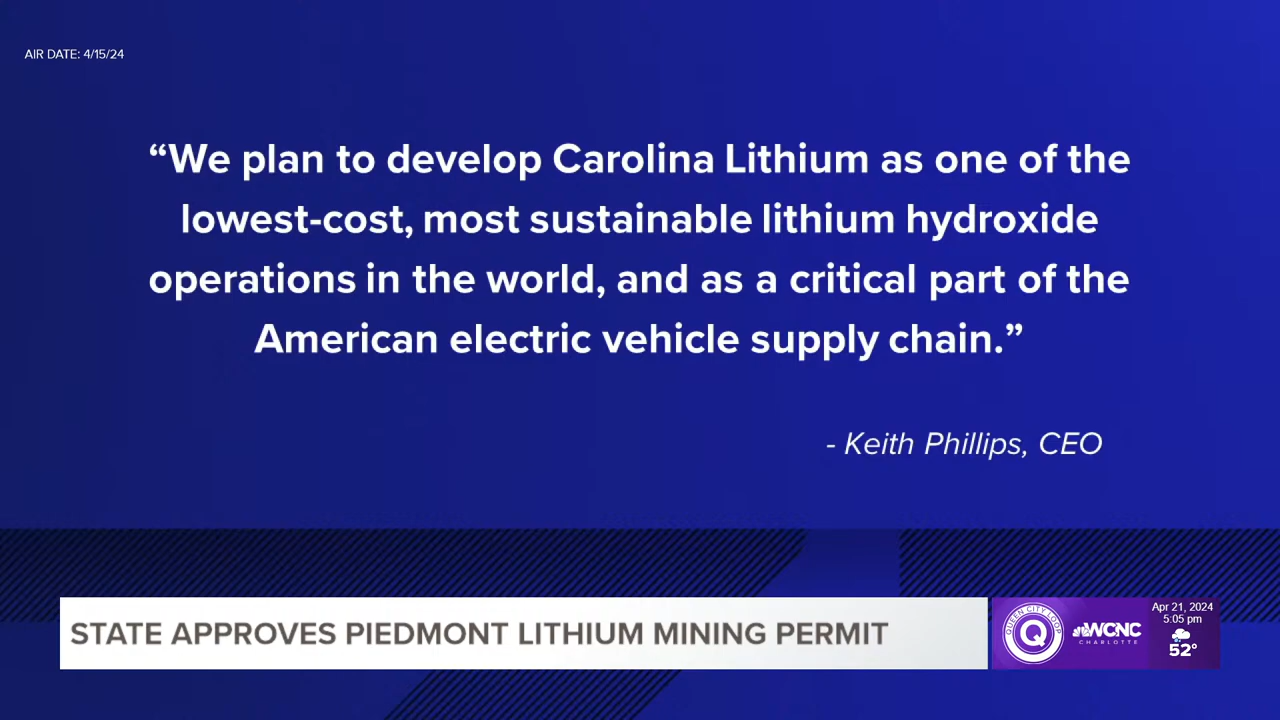 AIR DATE: 4/15/24
“We plan to develop Carolina Lithium as one of the
lowest-cost, most sustainable lithium hydroxide
operations in the world, and as a critical part of the
American electric vehicle supply chain.”
- Keith Phillips, CEO
STATE APPROVES PIEDMONT LITHIUM MINING PERMIT
QUEEN CITY LOOP
Q
WCNC
CHARLOTTE
Apr 21, 2024
5:05 pm
52°